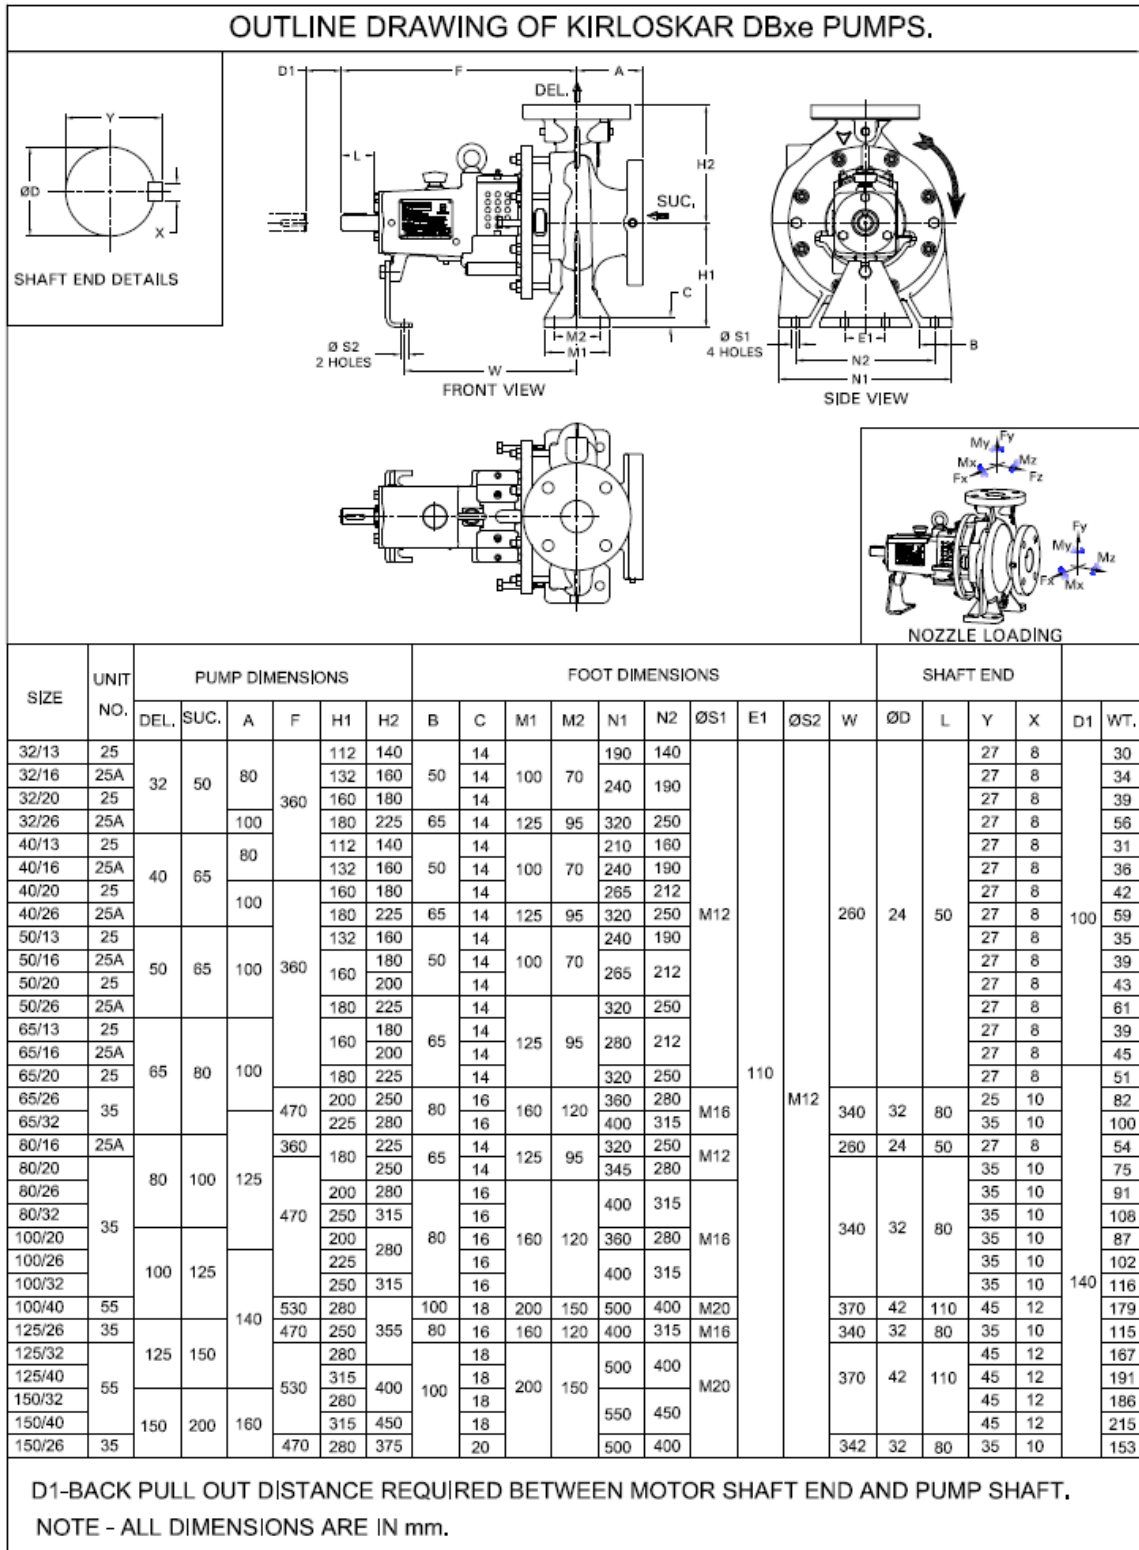 OUTLINE DRAWING OF KIRLOSKAR DBxe PUMPS.
D1 F A
DEL.
Y
L
H2
ØD
SUC.
X
H1
SHAFT END DETAILS
C
Ø S2
2 HOLES
M2
M1
W
FRONT VIEW
Ø S1
4 HOLES
E1
B
N2
N1
SIDE VIEW
My Fy
Mx Mz
Fx Fz
Fy
My Mz
Fx Mx
NOZZLE LOADING
SIZE UNIT NO. PUMP DIMENSIONS FOOT DIMENSIONS SHAFT END
DEL. SUC. A F H1 H2 B C M1 M2 N1 N2 ØS1 E1 ØS2 W ØD L Y X D1 WT.
32/13 25 32 50 80 360 112 140 50 14 100 70 190 140 M12 110 M12 260 24 50 27 8 100 30
32/16 25A 132 160 14 240 190 27 8 34
32/20 25 160 180 14 27 8 39
32/26 25A 100 180 225 65 14 125 95 320 250 27 8 56
40/13 25 40 65 80 112 140 50 14 100 70 210 160 27 8 31
40/16 25A 132 160 14 240 190 27 8 36
40/20 25 100 360 160 180 14 265 212 27 8 42
40/26 25A 180 225 65 14 125 95 320 250 27 8 59
50/13 25 50 65 100 132 160 50 14 100 70 240 190 27 8 35
50/16 25A 160 180 14 265 212 27 8 39
50/20 25 200 14 27 8 43
50/26 25A 180 225 65 14 125 95 320 250 27 8 61
65/13 25 65 80 100 160 180 14 280 212 27 8 39
65/16 25A 200 14 27 8 45
65/20 25 180 225 14 320 250 27 8 140 51
65/26 35 470 200 250 80 16 160 120 360 280 M16 340 32 80 25 10 82
65/32 125 225 280 16 400 315 35 10 100
80/16 25A 80 100 360 180 225 65 14 125 95 320 250 M12 260 24 50 27 8 54
80/20 35 470 250 14 345 280 340 32 80 35 10 75
80/26 200 280 80 16 160 120 400 315 M16 35 10 91
80/32 250 315 16 35 10 108
100/20 100 125 200 280 16 360 280 35 10 87
100/26 140 225 16 400 315 35 10 102
100/32 250 315 16 35 10 116
100/40 55 530 280 355 100 18 200 150 500 400 M20 370 42 110 45 12 179
125/26 35 125 150 470 250 80 16 160 120 400 315 M16 340 32 80 35 10 115
125/32 55 530 280 100 18 200 150 500 400 M20 370 42 110 45 12 167
125/40 315 400 18 45 12 191
150/32 150 200 160 280 18 550 450 45 12 186
150/40 315 450 18 45 12 215
150/26 35 470 280 375 20 500 400 342 32 80 35 10 153
D1-BACK PULL OUT DISTANCE REQUIRED BETWEEN MOTOR SHAFT END AND PUMP SHAFT.
NOTE - ALL DIMENSIONS ARE IN mm.